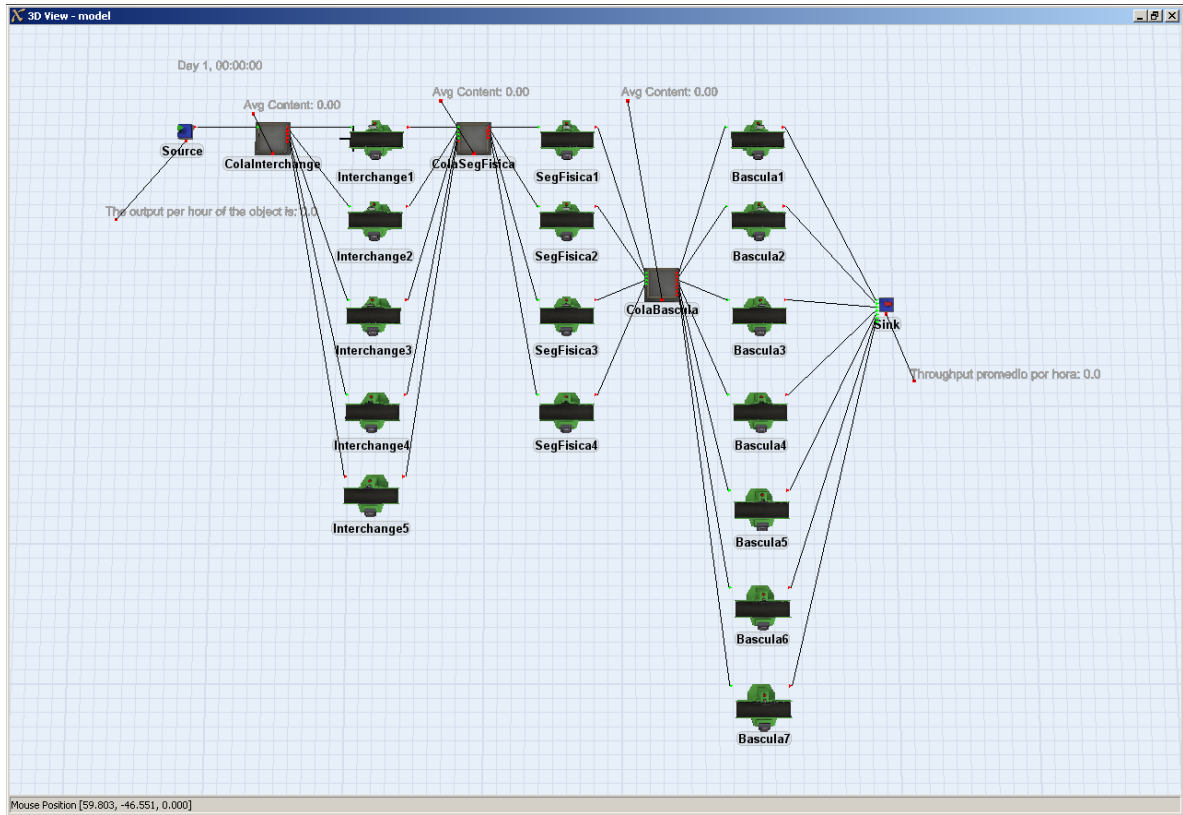 3D View - model
Day 1, 00:00:00
Avg Content: 0.00
Avg Content: 0.00
Avg Content: 0.00
Source
ColaInterchange
Interchange1
ColaSegFisica
SegFisica1
Bascula1
The output per hour of the object is: 0.0
Interchange2
SegFisica2
Bascula2
ColaBascula
Sink
Interchange3
SegFisica3
Bascula3
Throughput promedio por hora: 0.0
Interchange4
SegFisica4
Bascula4
Interchange5
Bascula5
Bascula6
Bascula7
Mouse Position [59.803, -46.551, 0.000]